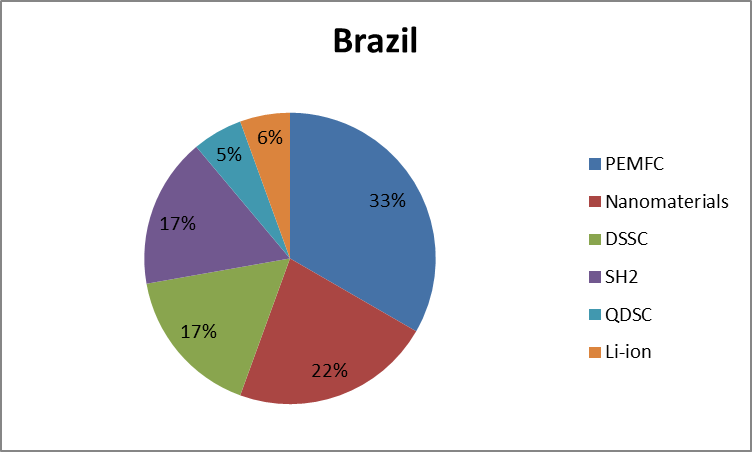 Brazil
6%
5%
33%
17%
17%
22%
PEMFC
Nanomaterials
DSSC
SH2
QDSC
Li-ion